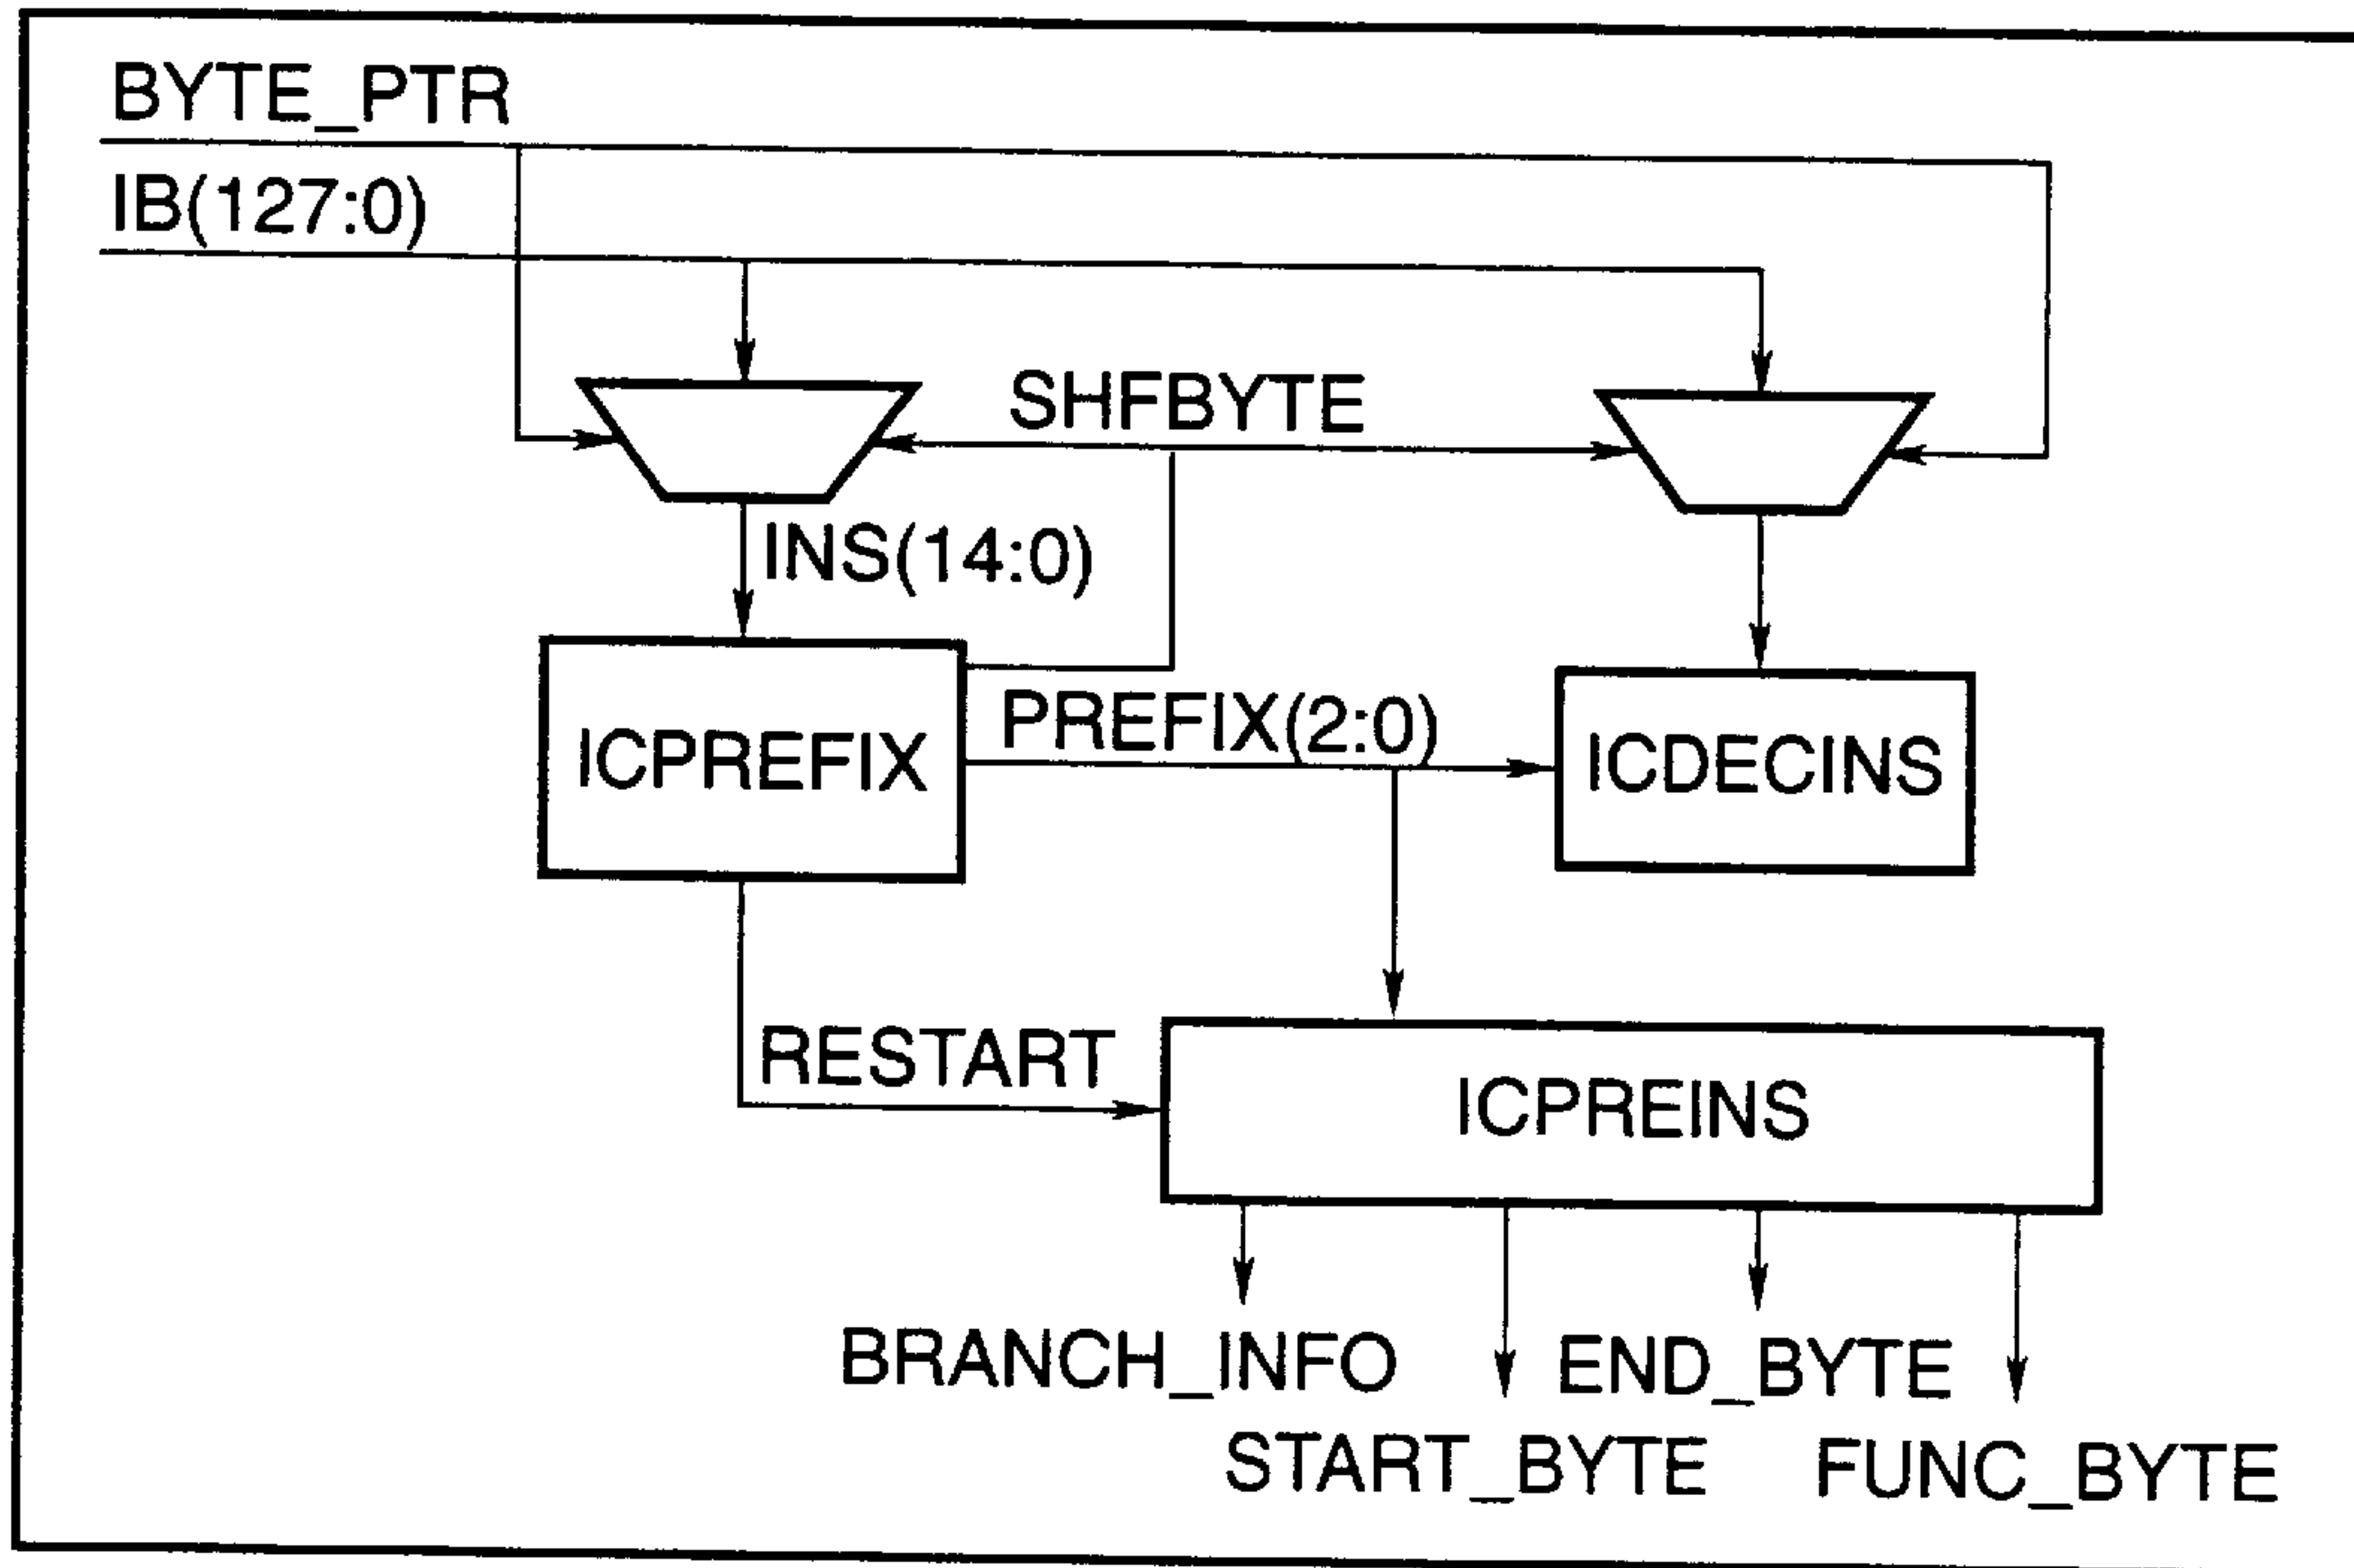 BYTE_PTR
IB(127:0)
SHFBYTE
INS(14:0)
PREFIX(2:0)
ICPREFIX
ICDECINS
RESTART
ICPREINS
BRANCH_INFO
END_BYTE
START_BYTE
FUNC_BYTE